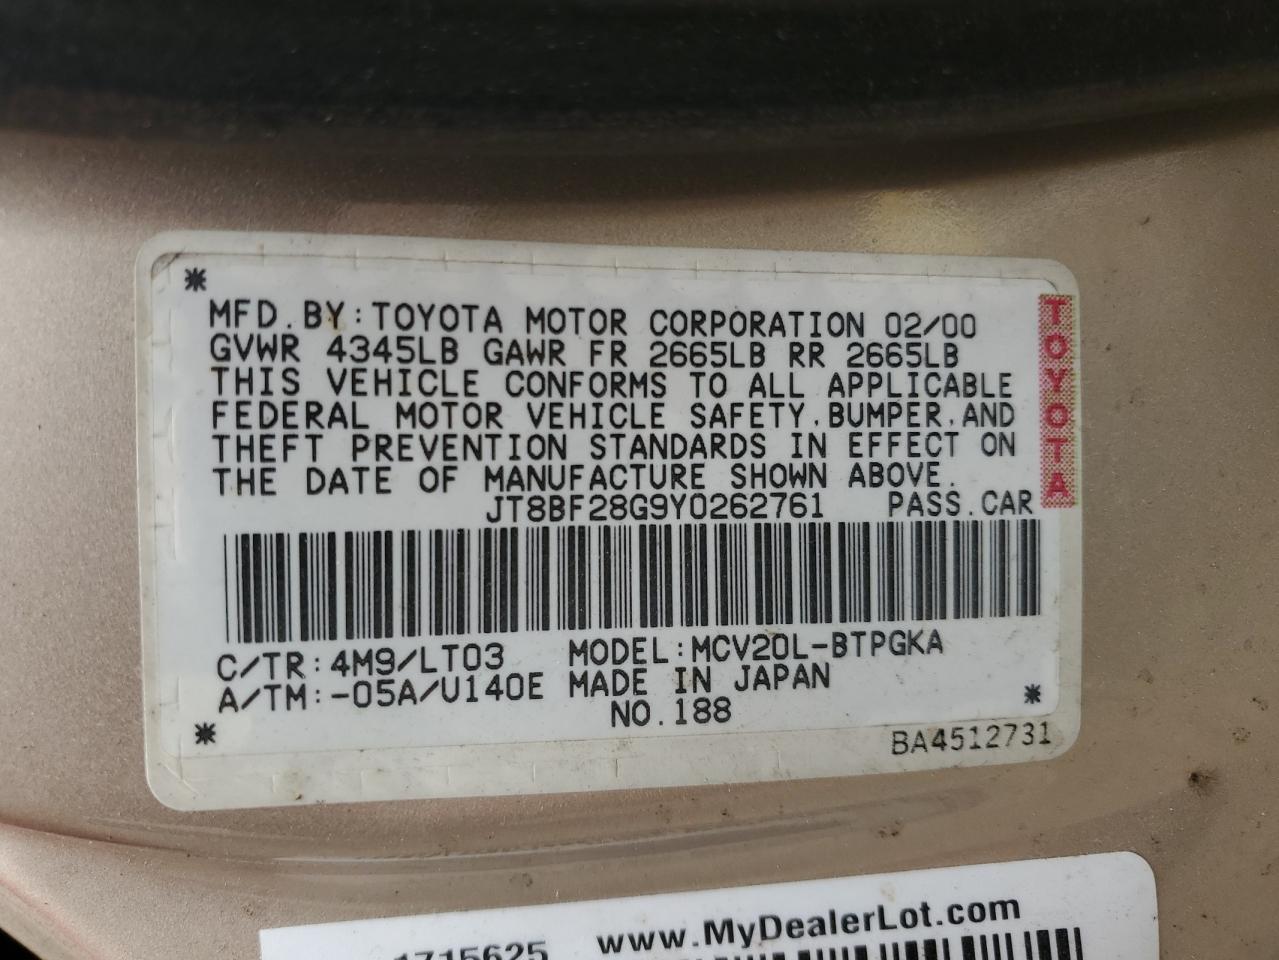 MFD. BY: TOYOTA MOTOR CORPORATION 02/00
GVWR 4345LB GAWR FR 2665LB RR 2665LB
THIS VEHICLE CONFORMS TO ALL APPLICABLE
FEDERAL MOTOR VEHICLE SAFETY, BUMPER, AND
THEFT PREVENTION STANDARDS IN EFFECT ON
THE DATE OF MANUFACTURE SHOWN ABOVE.
JT8BF28G9Y0262761 PASS. CAR
TOYOTA
C/TR: 4M9/LT03 MODEL: MCV20L-BTPGKA
A/TM: -05A/U140E MADE IN JAPAN
NO. 188
BA4512731
1715625 www.MyDealerLot.com